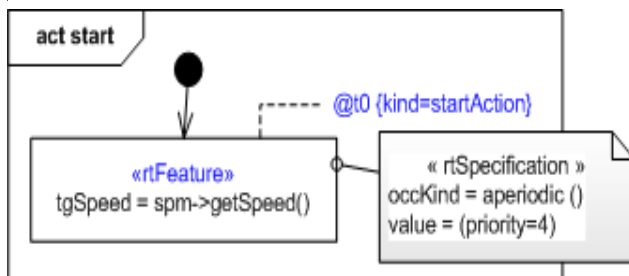 act start
@t0 {kind=startAction}
«rtFeature»
tgSpeed = spm->getSpeed()
« rtSpecification »
occKind = aperiodic ()
value = (priority=4)